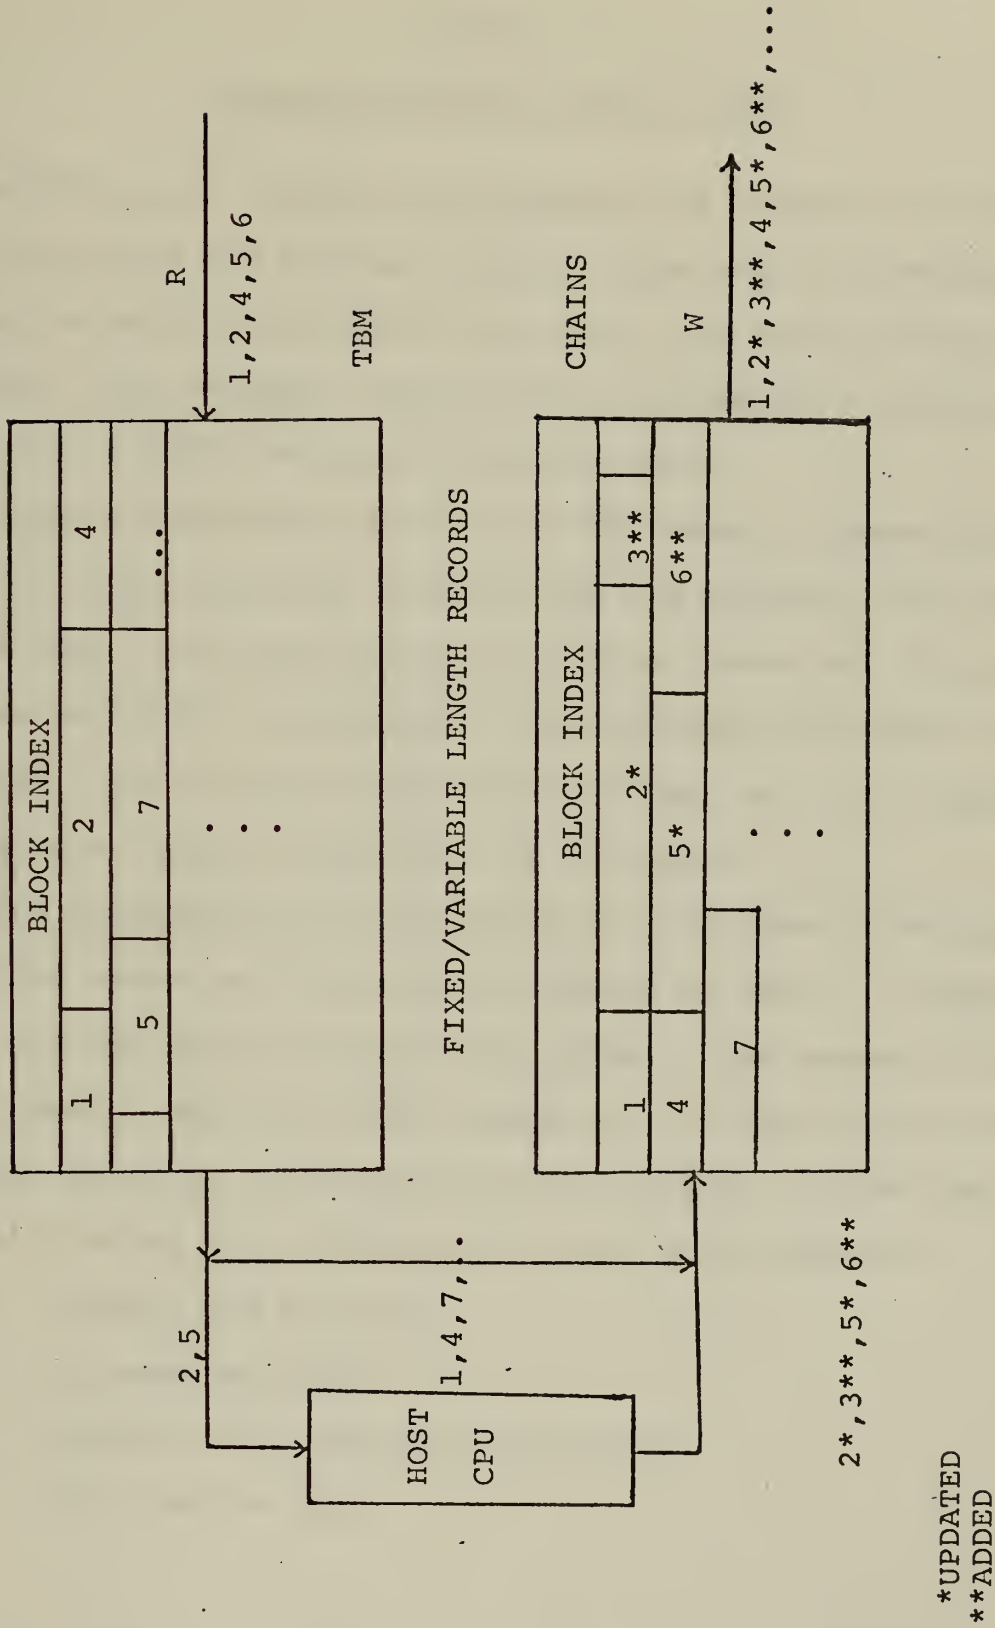 BLOCK INDEX
1 2 4
5 7 ...
R
1,2,4,5,6
TBM
FIXED/VARIABLE LENGTH RECORDS
CHAINS
BLOCK INDEX
1 2* 3**
4 5* 6**
7
W
1,2*,3**,4,5*,6**,...
2,5
1,4,7,...
HOST
CPU
2*,3**,5*,6**
*UPDATED
**ADDED